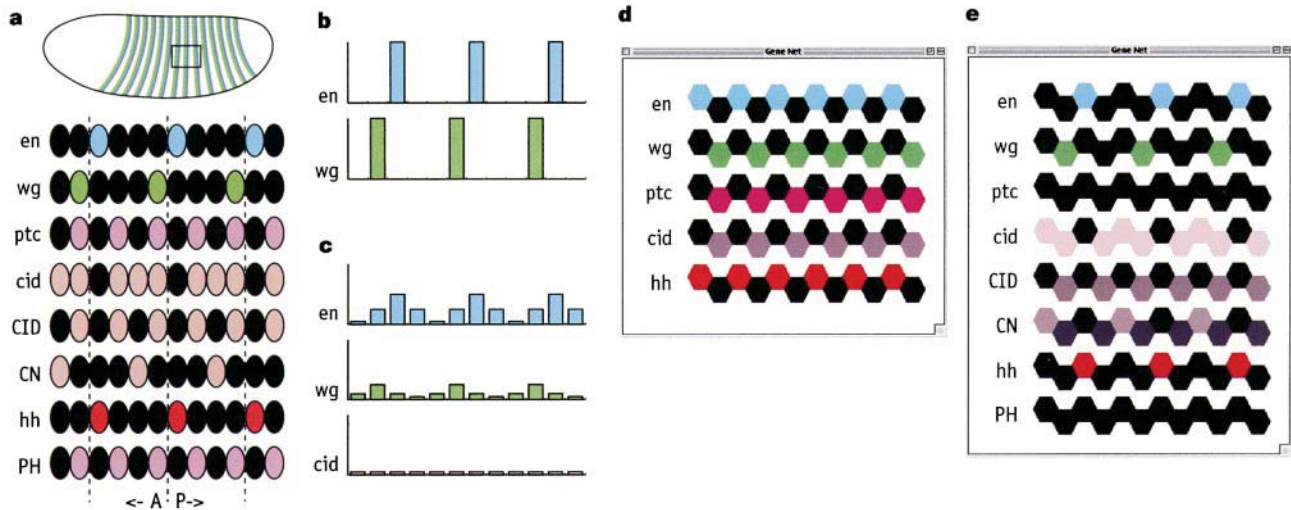 a
en
wg
ptc
cid
CID
CN
hh
PH
<- A P->
b
en
wg
c
en
wg
cid
d
Gene Net
en
wg
ptc
cid
hh
e
Gene Net
en
wg
ptc
cid
CID
CN
hh
PH